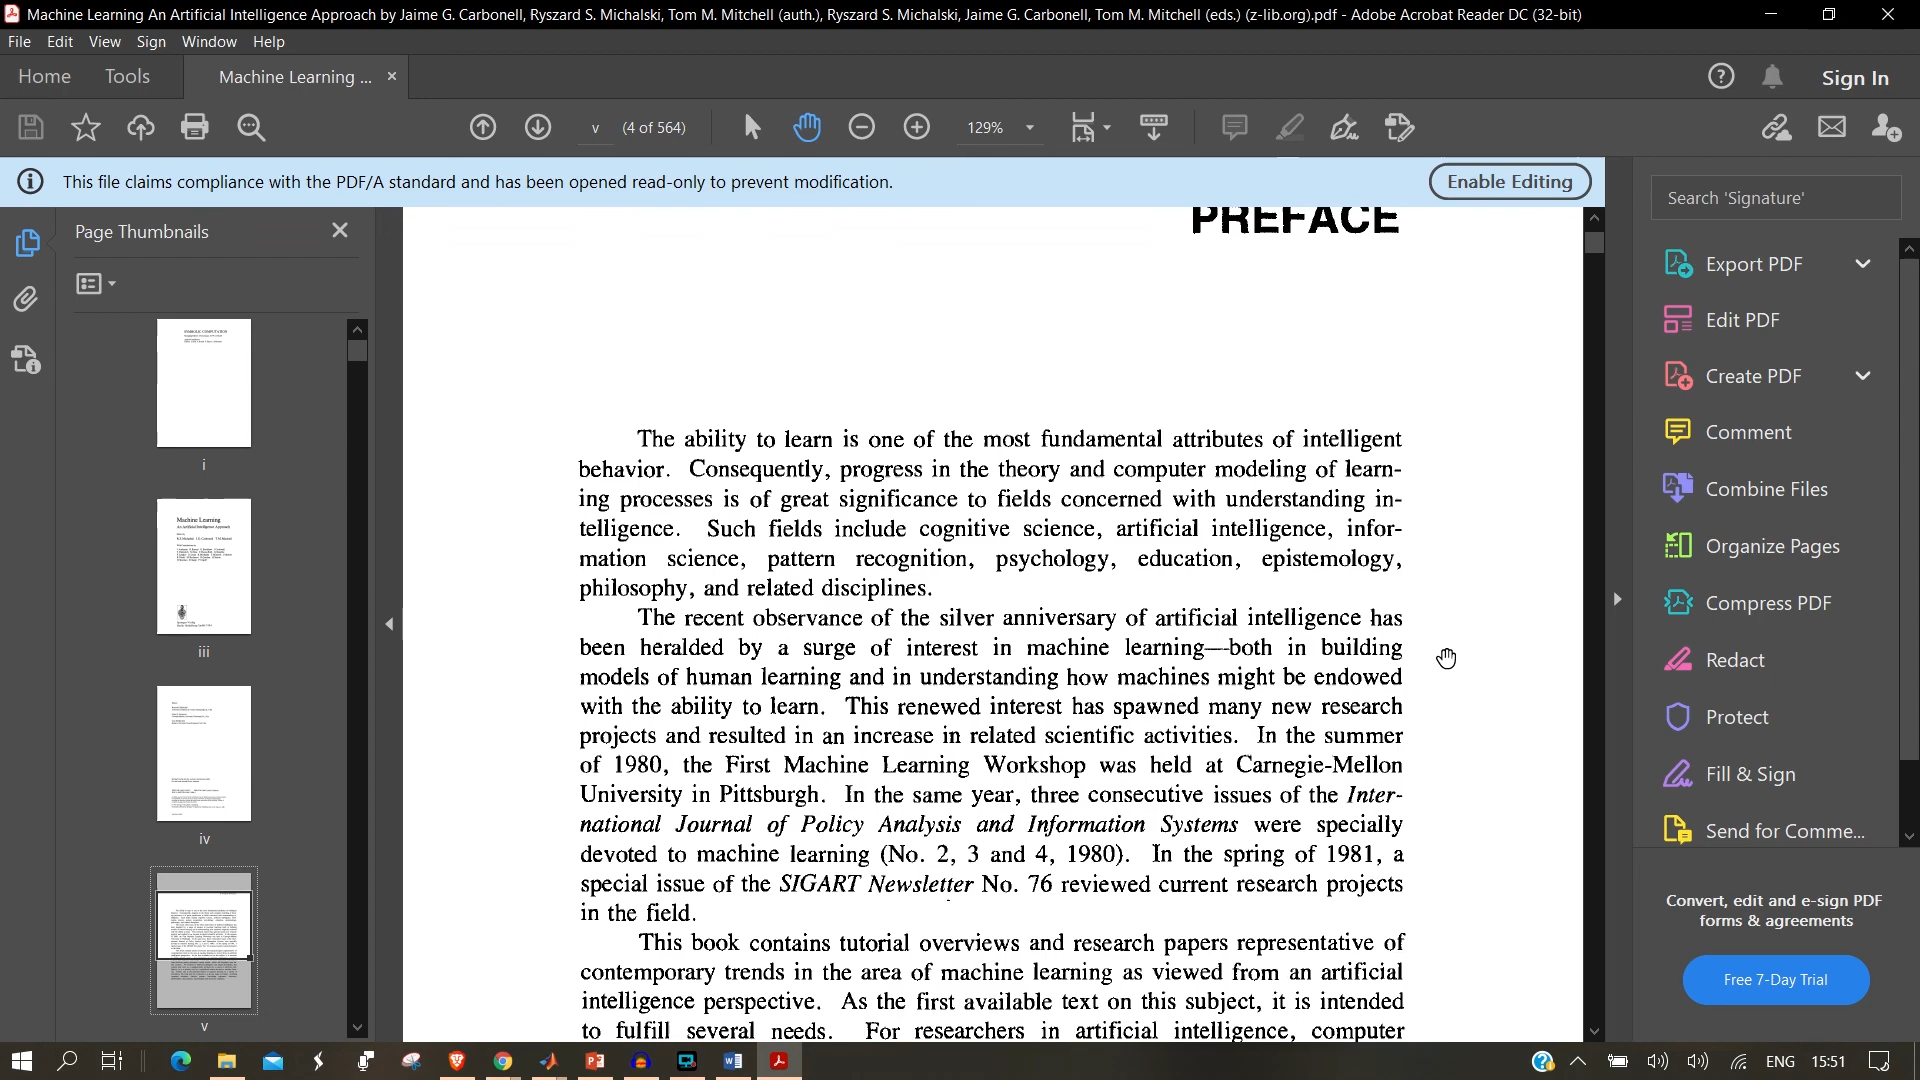 Machine Learning An Artificial Intelligence Approach by Jaime G. Carbonell, Ryszard S. Michalski, Tom M. Mitchell (auth.), Ryszard S. Michalski, Jaime G. Carbonell, Tom M. Mitchell (eds.) (z-lib.org).pdf - Adobe Acrobat Reader DC (32-bit)
File Edit View Sign Window Help
Home Tools Machine Learning ... Sign In
v (4 of 564) 129%
This file claims compliance with the PDF/A standard and has been opened read-only to prevent modification. Enable Editing
Page Thumbnails
i
Machine Learning
An Artificial Intelligence Approach
iii
iv
v
PREFACE
The ability to learn is one of the most fundamental attributes of intelligent
behavior. Consequently, progress in the theory and computer modeling of learn-
ing processes is of great significance to fields concerned with understanding in-
telligence. Such fields include cognitive science, artificial intelligence, infor-
mation science, pattern recognition, psychology, education, epistemology,
philosophy, and related disciplines.
The recent observance of the silver anniversary of artificial intelligence has
been heralded by a surge of interest in machine learning—both in building
models of human learning and in understanding how machines might be endowed
with the ability to learn. This renewed interest has spawned many new research
projects and resulted in an increase in related scientific activities. In the summer
of 1980, the First Machine Learning Workshop was held at Carnegie-Mellon
University in Pittsburgh. In the same year, three consecutive issues of the Inter-
national Journal of Policy Analysis and Information Systems were specially
devoted to machine learning (No. 2, 3 and 4, 1980). In the spring of 1981, a
special issue of the SIGART Newsletter No. 76 reviewed current research projects
in the field.
This book contains tutorial overviews and research papers representative of
contemporary trends in the area of machine learning as viewed from an artificial
intelligence perspective. As the first available text on this subject, it is intended
to fulfill several needs. For researchers in artificial intelligence, computer
Search 'Signature'
Export PDF
Edit PDF
Create PDF
Comment
Combine Files
Organize Pages
Compress PDF
Redact
Protect
Fill & Sign
Send for Comme...
Convert, edit and e-sign PDF
forms & agreements
Free 7-Day Trial
ENG 15:51